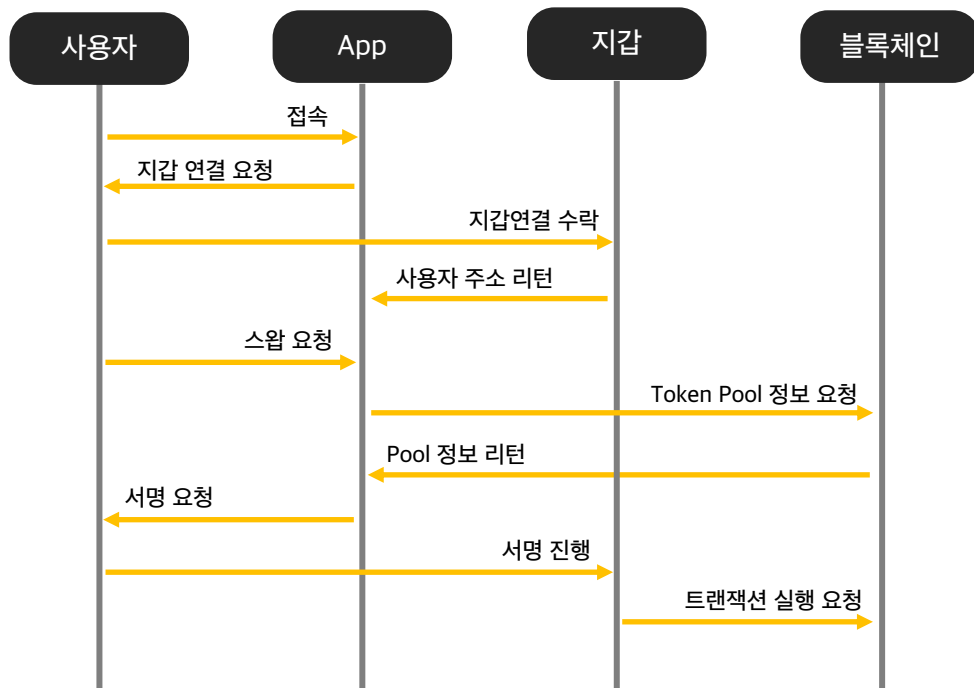 사용자
App
지갑
블록체인
접속
지갑 연결 요청
지갑연결 수락
사용자 주소 리턴
스왑 요청
Token Pool 정보 요청
Pool 정보 리턴
서명 요청
서명 진행
트랜잭션 실행 요청